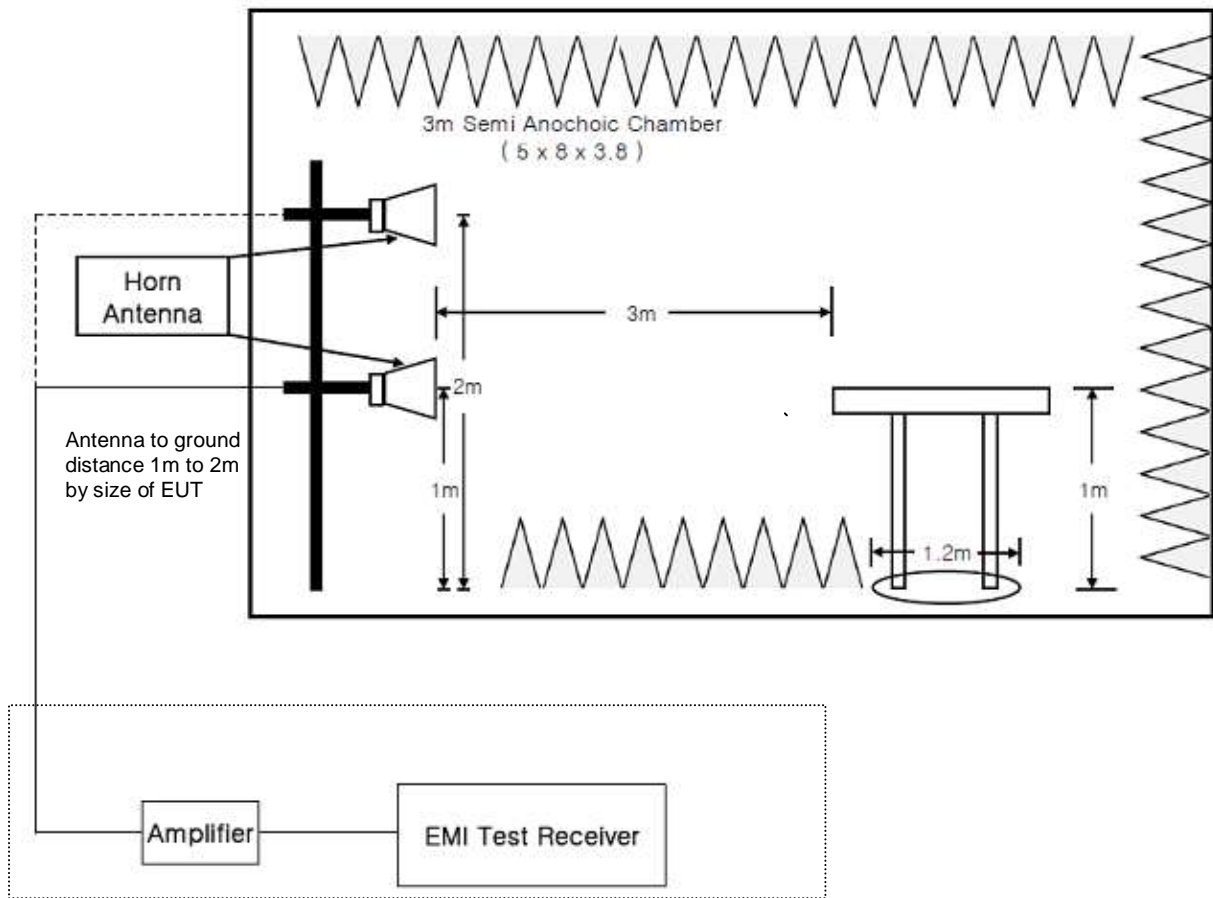 3m Semi Anochoic Chamber
( 5 x 8 x 3.8 )
Horn
Antenna
3m
2m
Antenna to ground
distance 1m to 2m
by size of EUT
1m
1m
1.2m
Amplifier
EMI Test Receiver